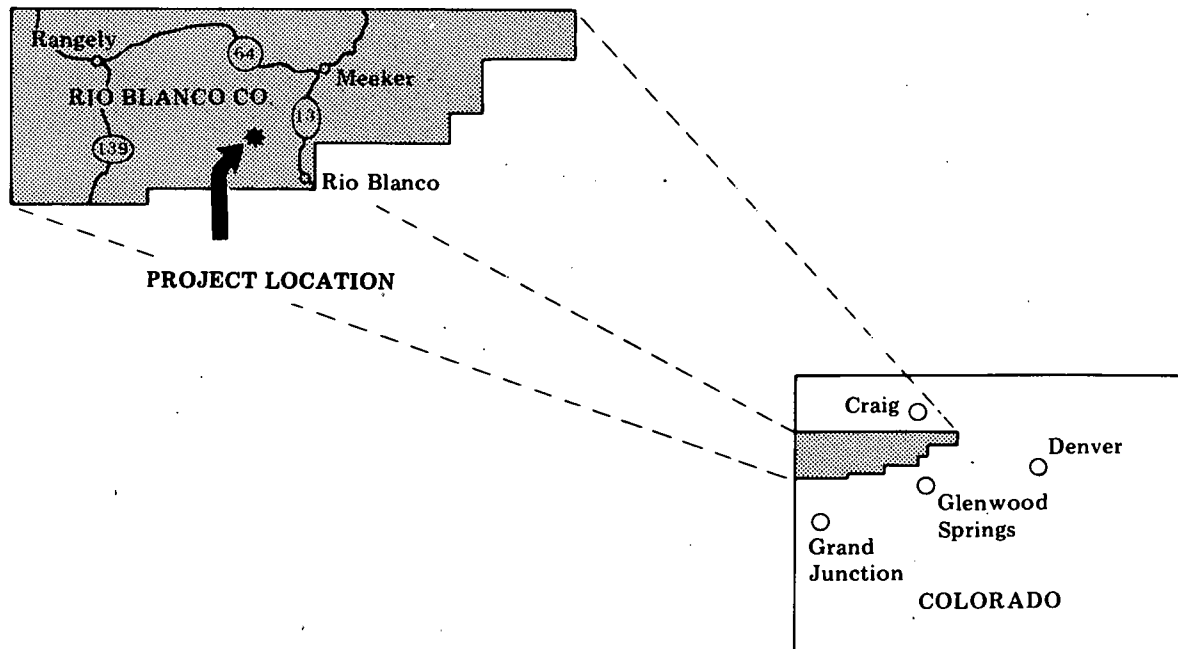 Rangely
64
Meeker
RIO BLANCO CO.
13
139
Rio Blanco
PROJECT LOCATION
Craig
Denver
Glenwood
Springs
Grand
Junction
COLORADO